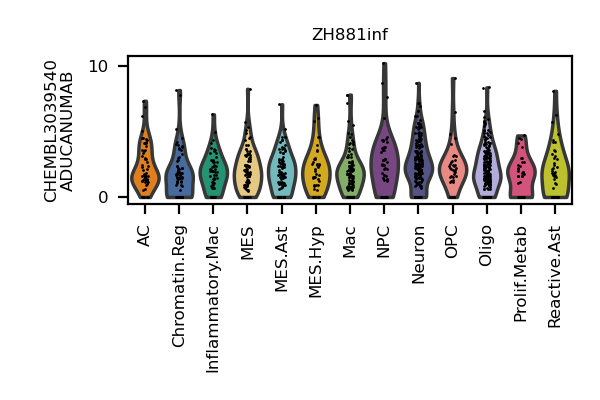 ZH881inf
CHEMBL3039540
ADUCANUMAB
10
0
AC
Chromatin.Reg
Inflammatory.Mac
MES
MES.Ast
MES.Hyp
Mac
NPC
Neuron
OPC
Oligo
Prolif.Metab
Reactive.Ast